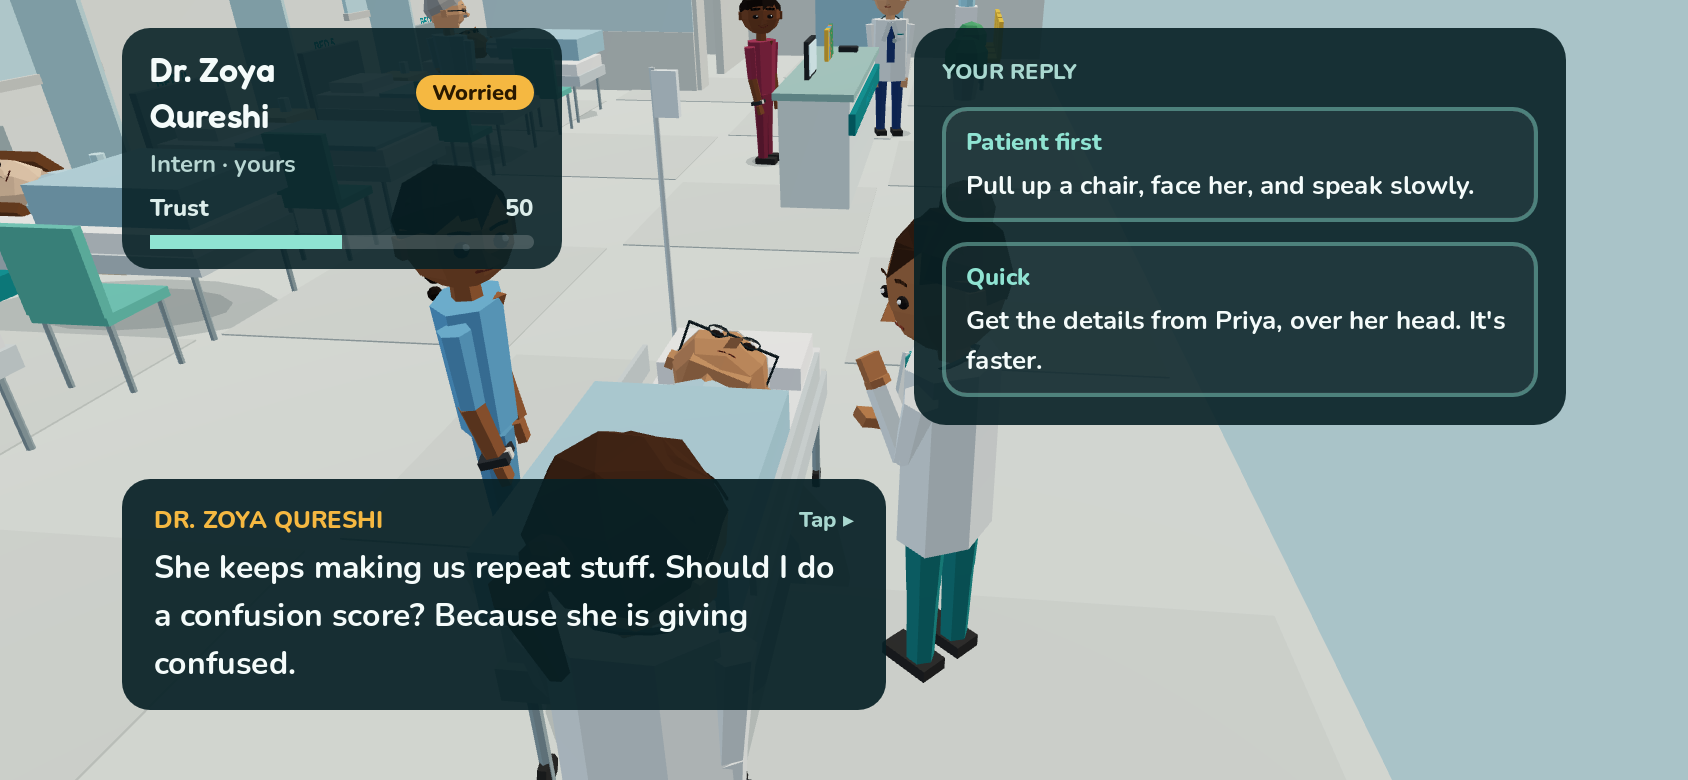 Dr. Zoya
Qureshi
Worried
Intern · yours
Trust
50
YOUR REPLY
Patient first
Pull up a chair, face her, and speak slowly.
Quick
Get the details from Priya, over her head. It's
faster.
DR. ZOYA QURESHI
Tap ▸
She keeps making us repeat stuff. Should I do
a confusion score? Because she is giving
confused.